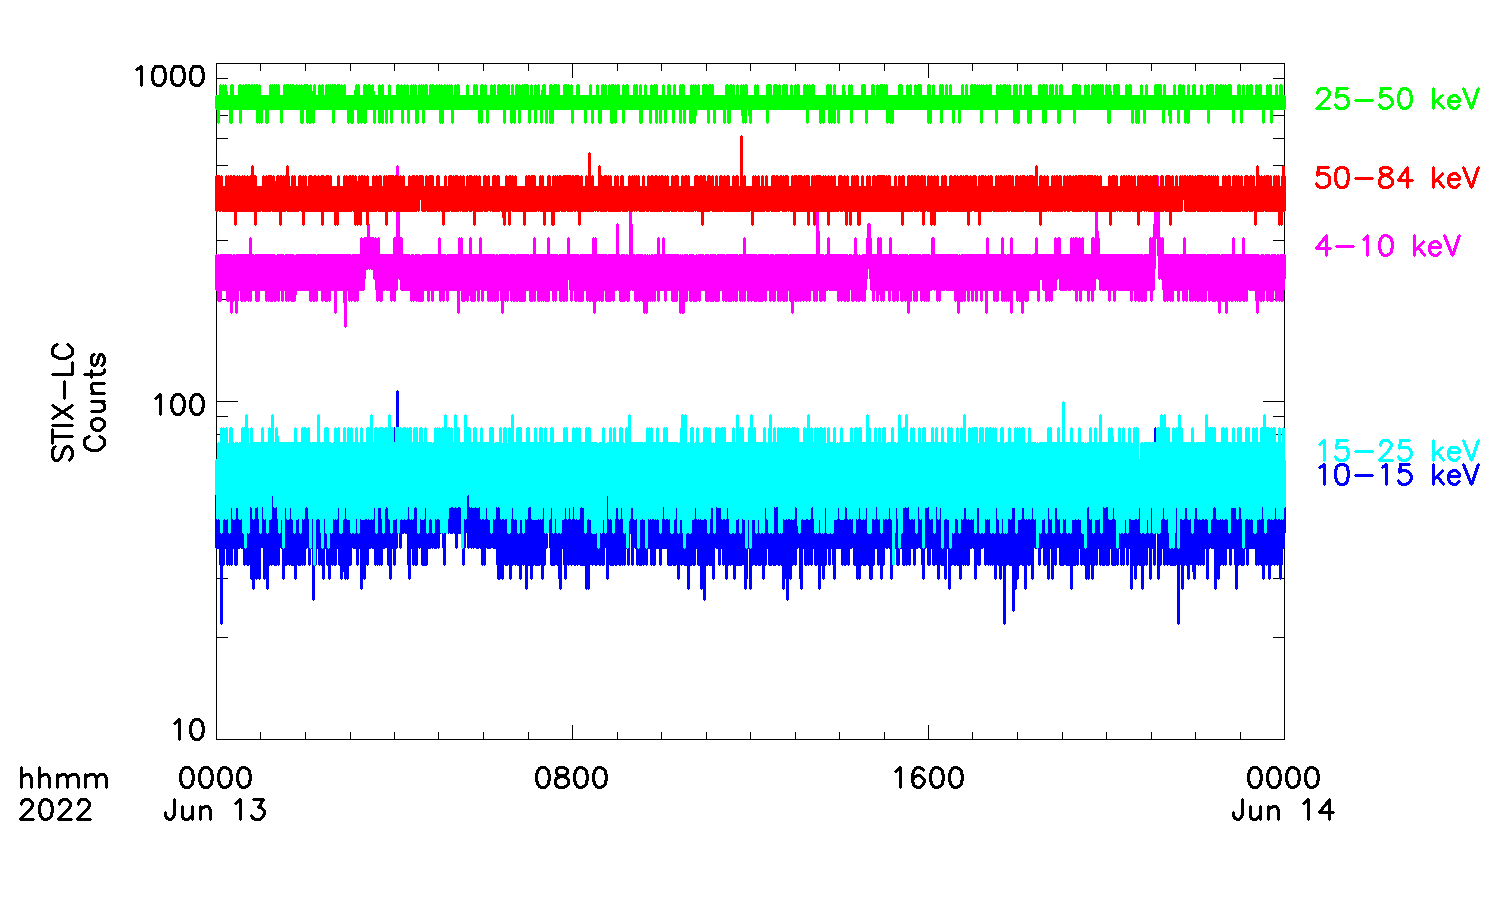 1000
25-50 keV
50-84 keV
4-10 keV
STIX-LC
Counts
100
15-25 keV
10-15 keV
10
hhmm 0000 0800 1600 0000
2022 Jun 13 Jun 14